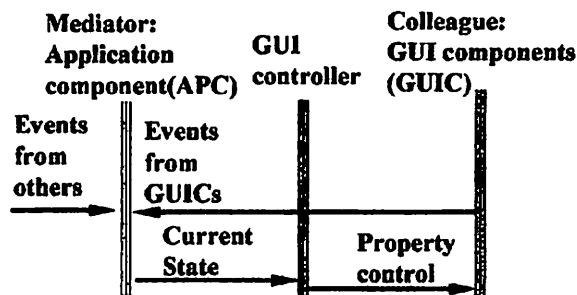 Mediator:
Application
component(APC)
GUI
controller
Colleague:
GUI components
(GUIC)
Events
from
others
Events
from
GUICs
Current
State
Property
control